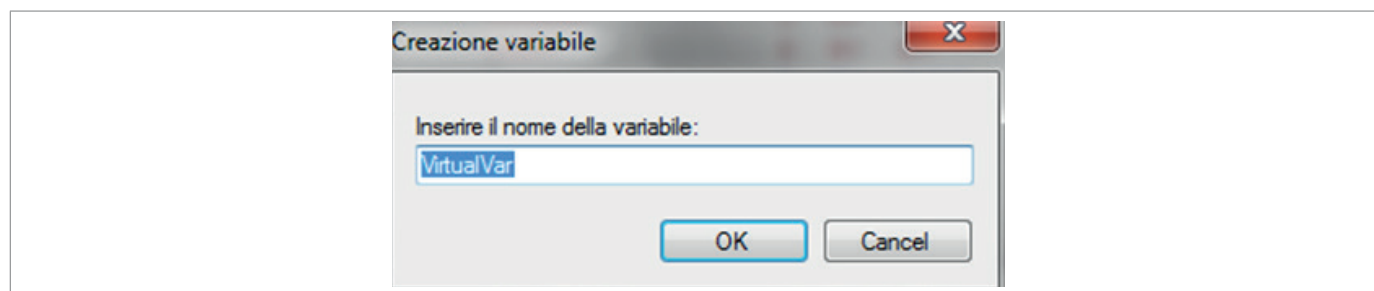 Creazione variabile
Inserire il nome della variabile:
VirtualVar
OK Cancel